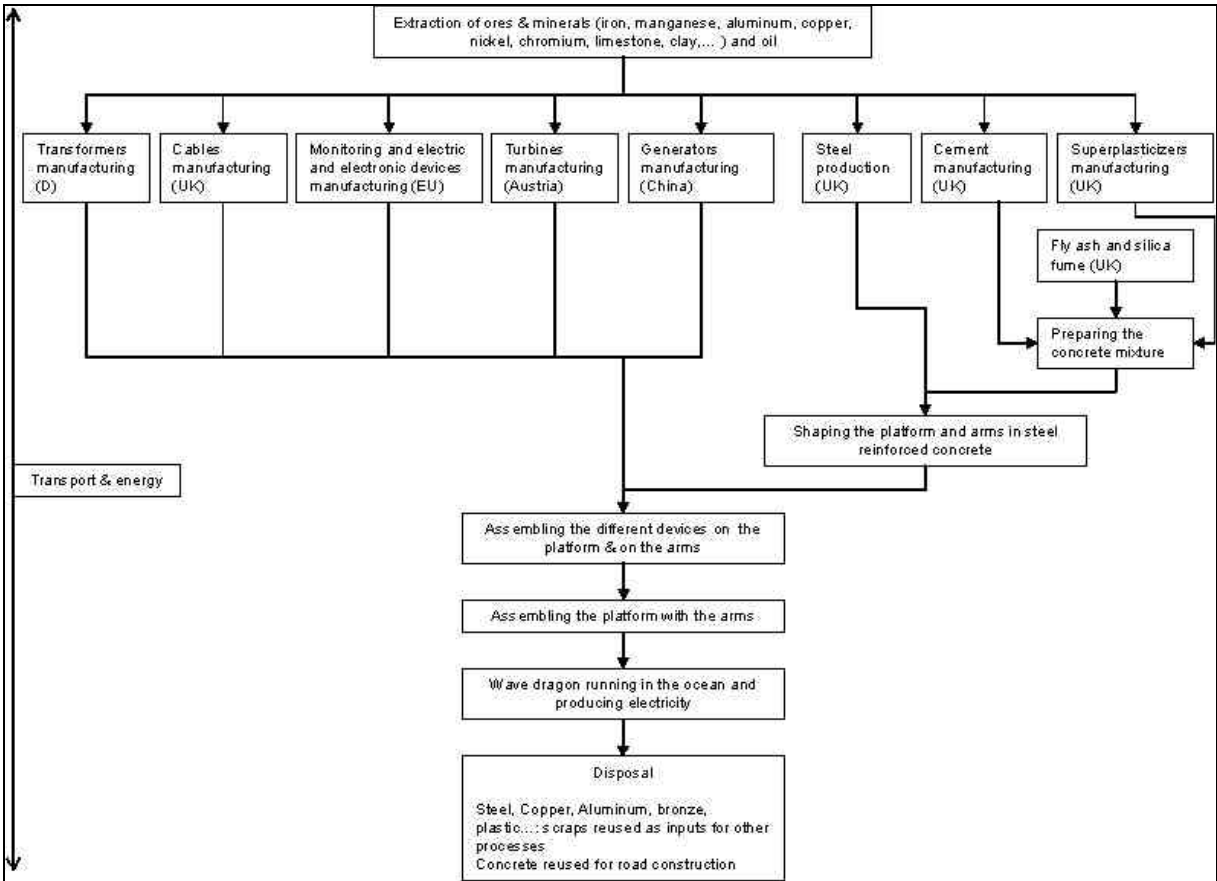 Extraction of ores & minerals (iron, manganese, aluminum, copper,
nickel, chromium, limestone, clay,... ) and oil
Transformers
manufacturing
(D)
Cables
manufacturing
(UK)
Monitoring and electric
and electronic devices
manufacturing (EU)
Turbines
manufacturing
(Austria)
Generators
manufacturing
(China)
Steel
production
(UK)
Cement
manufacturing
(UK)
Superplasticizers
manufacturing
(UK)
Fly ash and silica
fume (UK)
Preparing the
concrete mixture
Shaping the platform and arms in steel
reinforced concrete
Transport & energy
Assembling the different devices on the
platform & on the arms
Assembling the platform with the arms
Wave dragon running in the ocean and
producing electricity
Disposal
Steel, Copper, Aluminum, bronze,
plastic...: scraps reused as inputs for other
processes
Concrete reused for road construction